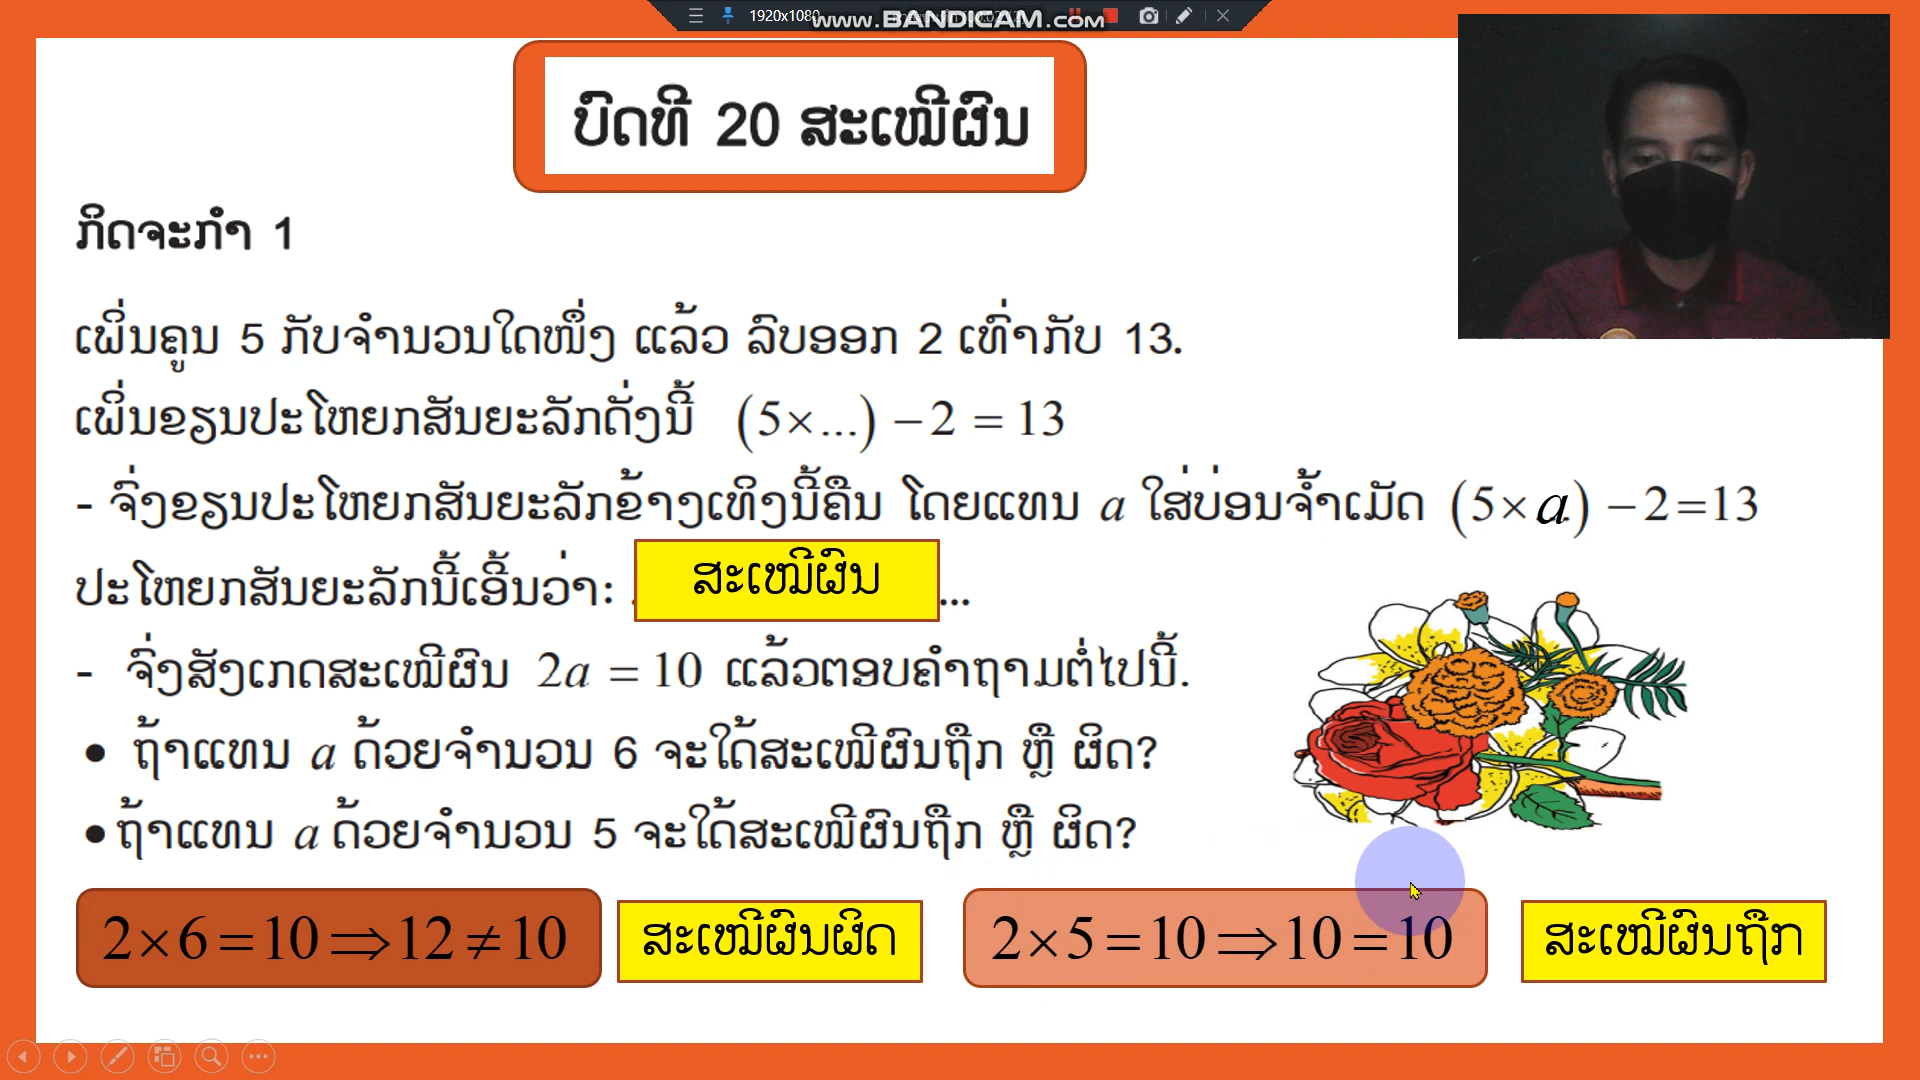 1920x1080
www.BANDICAM.com
ບົດທີ 20 ສະເໝີຜົນ
ກິດຈະກຳ 1
ເພິ່ນຄູນ 5 ກັບຈຳນວນໃດໜຶ່ງ ແລ້ວ ລົບອອກ 2 ເທົ່າກັບ 13.
ເພິ່ນຂຽນປະໂຫຍກສັນຍະລັກດັ່ງນີ້ (5×...) −2 = 13
- ຈົ່ງຂຽນປະໂຫຍກສັນຍະລັກຂ້າງເທິງນີ້ຄືນ ໂດຍແທນ a ໃສ່ບ່ອນຈ້ຳເມັດ (5×a) −2=13
ປະໂຫຍກສັນຍະລັກນີ້ເອີ້ນວ່າ: . ສະເໝີຜົນ ...
- ຈົ່ງສັງເກດສະເໝີຜົນ 2a = 10 ແລ້ວຕອບຄຳຖາມຕໍ່ໄປນີ້.
• ຖ້າແທນ a ດ້ວຍຈຳນວນ 6 ຈະໃດ້ສະເໝີຜົນຖືກ ຫຼື ຜິດ?
• ຖ້າແທນ a ດ້ວຍຈຳນວນ 5 ຈະໃດ້ສະເໝີຜົນຖືກ ຫຼື ຜິດ?
2×6=10⇒12≠10 ສະເໝີຜົນຜິດ 2×5=10⇒10=10 ສະເໝີຜົນຖືກ